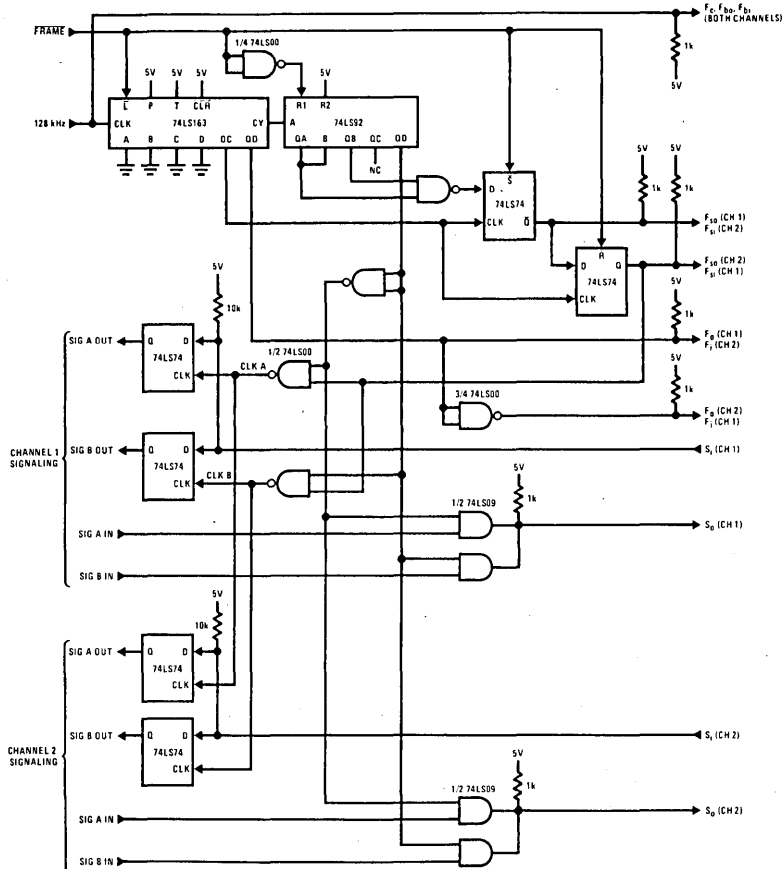 F_c, F_bo, F_bi
(BOTH CHANNELS)
FRAME
1/4 74LS00
1k
5V
5V 5V 5V
5V
L P T CLR
R1 R2
128 kHz
CLK
74LS163
CY
A
74LS92
A B C D QC QD
QA B QB QC QD
NC
D S
74LS74
CLK Q
5V 5V
1k 1k
F_so (CH 1)
F_si (CH 2)
R
D Q
74LS74
CLK
F_so (CH 2)
F_si (CH 1)
5V
10k
5V
1k
SIG A OUT
Q D
74LS74
CLK
CLK A
1/2 74LS00
F_o (CH 1)
F_i (CH 2)
5V
1k
3/4 74LS00
F_o (CH 2)
F_i (CH 1)
CHANNEL 1
SIGNALING
SIG B OUT
Q D
74LS74
CLK
CLK B
S_i (CH 1)
5V
1k
1/2 74LS09
S_o (CH 1)
SIG A IN
SIG B IN
5V
10k
SIG A OUT
Q D
74LS74
CLK
CHANNEL 2
SIGNALING
SIG B OUT
Q D
74LS74
CLK
S_i (CH 2)
5V
1k
1/2 74LS09
S_o (CH 2)
SIG A IN
SIG B IN